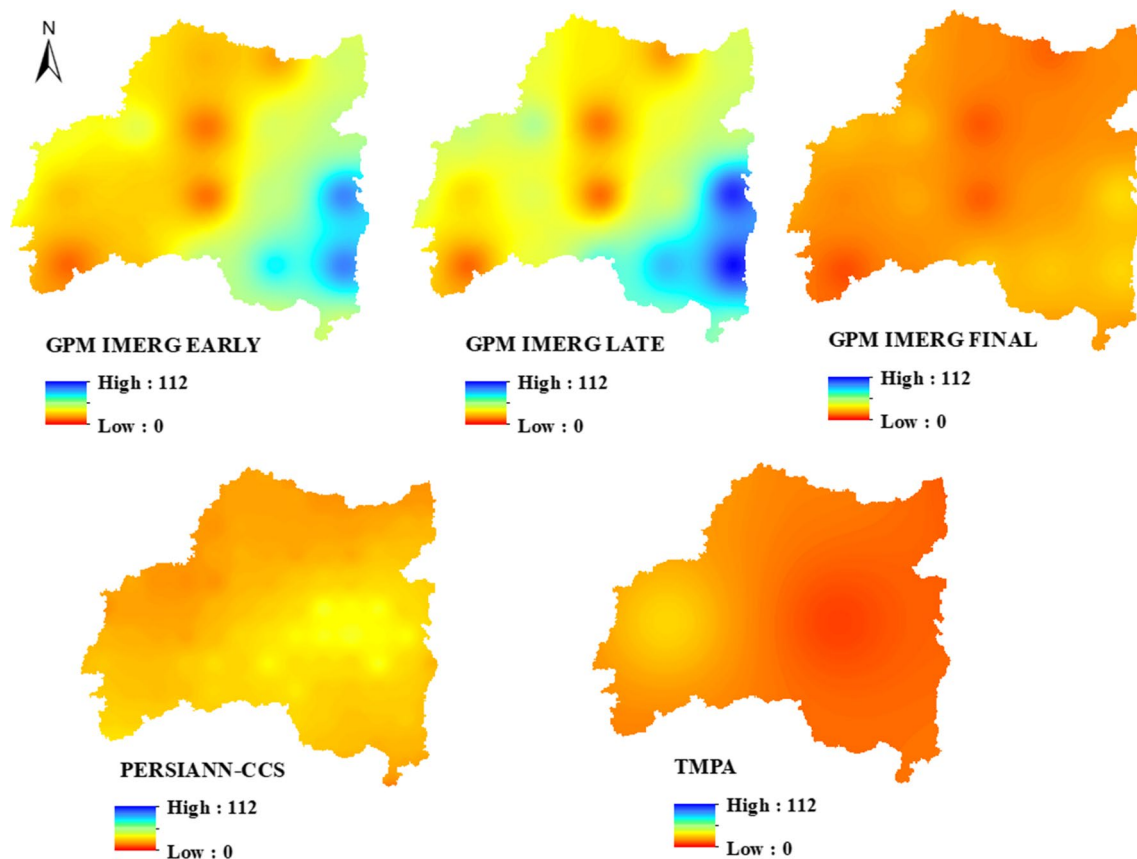 N
GPM IMERG EARLY
High : 112
Low : 0
GPM IMERG LATE
High : 112
Low : 0
GPM IMERG FINAL
High : 112
Low : 0
PERSIANN-CCS
High : 112
Low : 0
TMPA
High : 112
Low : 0